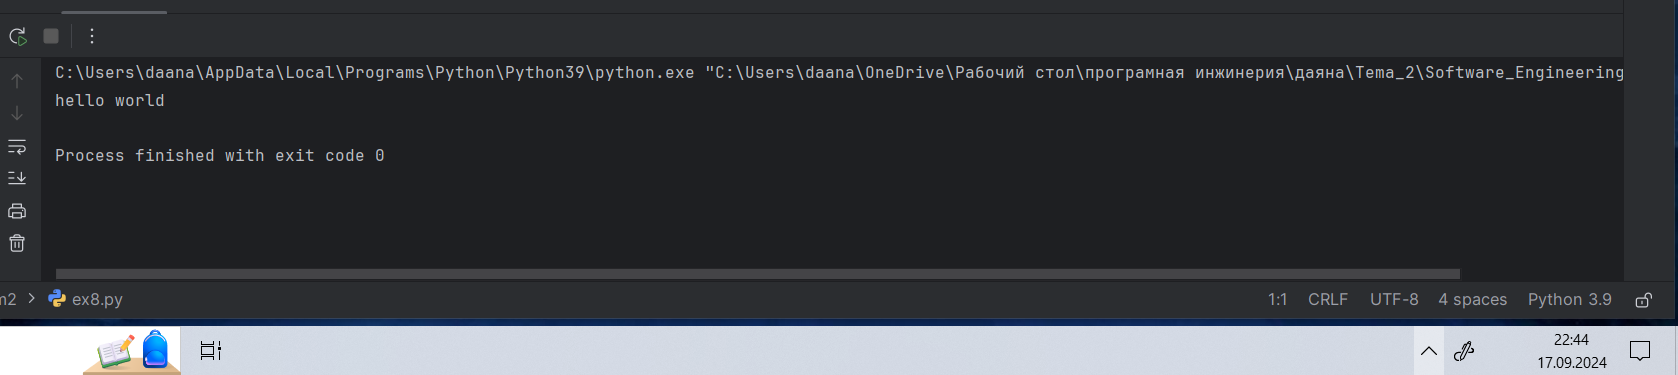 C:\Users\daana\AppData\Local\Programs\Python\Python39\python.exe "C:\Users\daana\OneDrive\Рабочий стол\програмная инжинерия\даяна\Tema_2\Software_Engineering
hello world
Process finished with exit code 0
m2 > ex8.py 1:1 CRLF UTF-8 4 spaces Python 3.9
22:44
17.09.2024